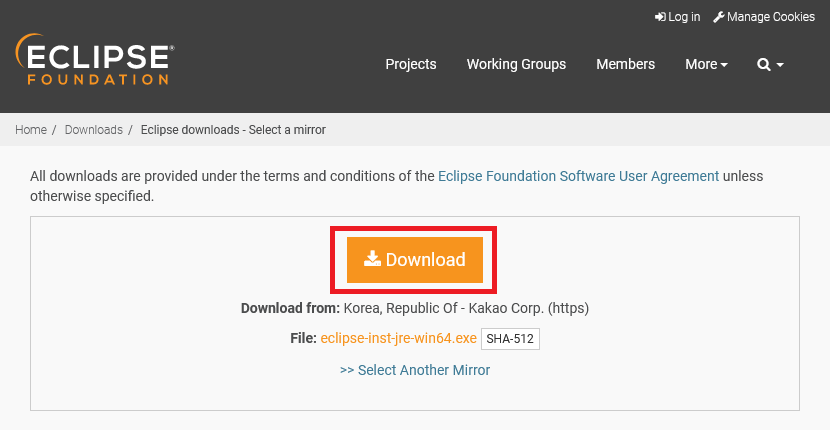 Log in Manage Cookies
ECLIPSE®
FOUNDATION
Projects Working Groups Members More
Home / Downloads / Eclipse downloads - Select a mirror
All downloads are provided under the terms and conditions of the Eclipse Foundation Software User Agreement unless
otherwise specified.
Download
Download from: Korea, Republic Of - Kakao Corp. (https)
File: eclipse-inst-jre-win64.exe SHA-512
>> Select Another Mirror